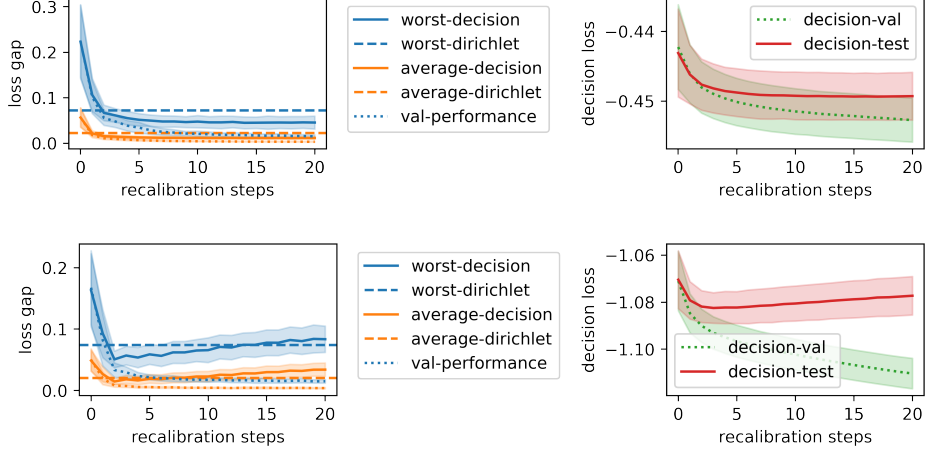 0.3
0.2
0.1
0.0
loss gap
0 5 10 15 20
recalibration steps
worst-decision
worst-dirichlet
average-decision
average-dirichlet
val-performance
−0.44
−0.45
decision loss
decision-val
decision-test
0 5 10 15 20
recalibration steps
0.2
0.1
0.0
loss gap
0 5 10 15 20
recalibration steps
worst-decision
worst-dirichlet
average-decision
average-dirichlet
val-performance
−1.06
−1.08
−1.10
decision loss
decision-val
decision-test
0 5 10 15 20
recalibration steps